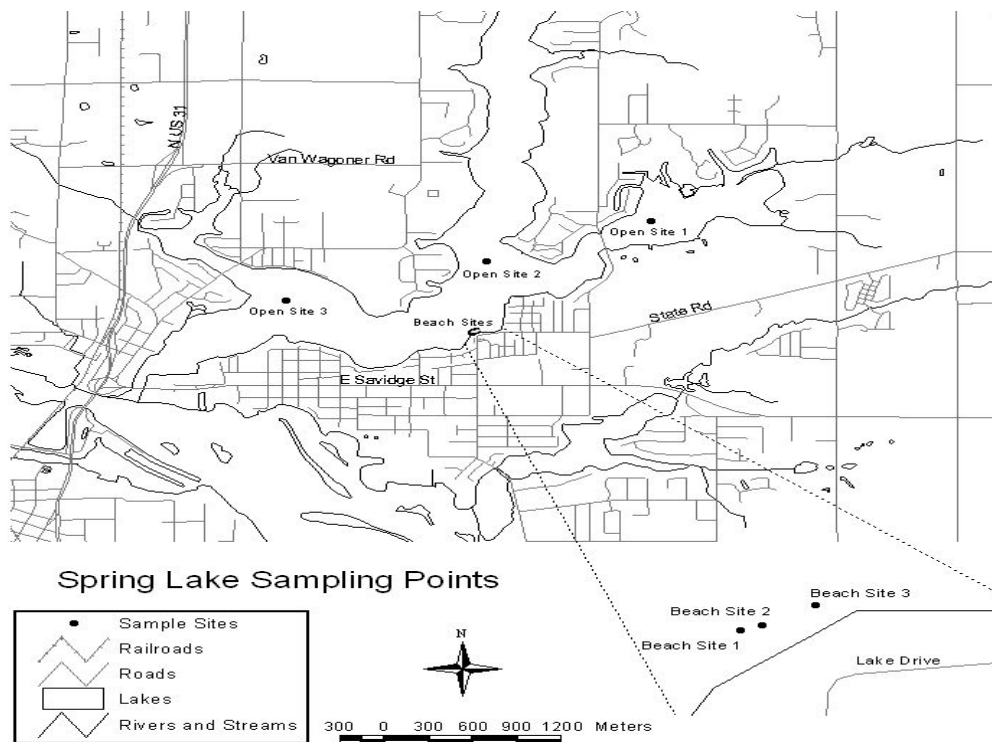 N US 31
Van Wagoner Rd
Open Site 1
Open Site 2
Open Site 3
Beach Sites
State Rd
E Savidge St
Spring Lake Sampling Points
Sample Sites
Railroads
Roads
Lakes
Rivers and Streams
N
300 0 300 600 900 1200 Meters
Beach Site 3
Beach Site 2
Beach Site 1
Lake Drive